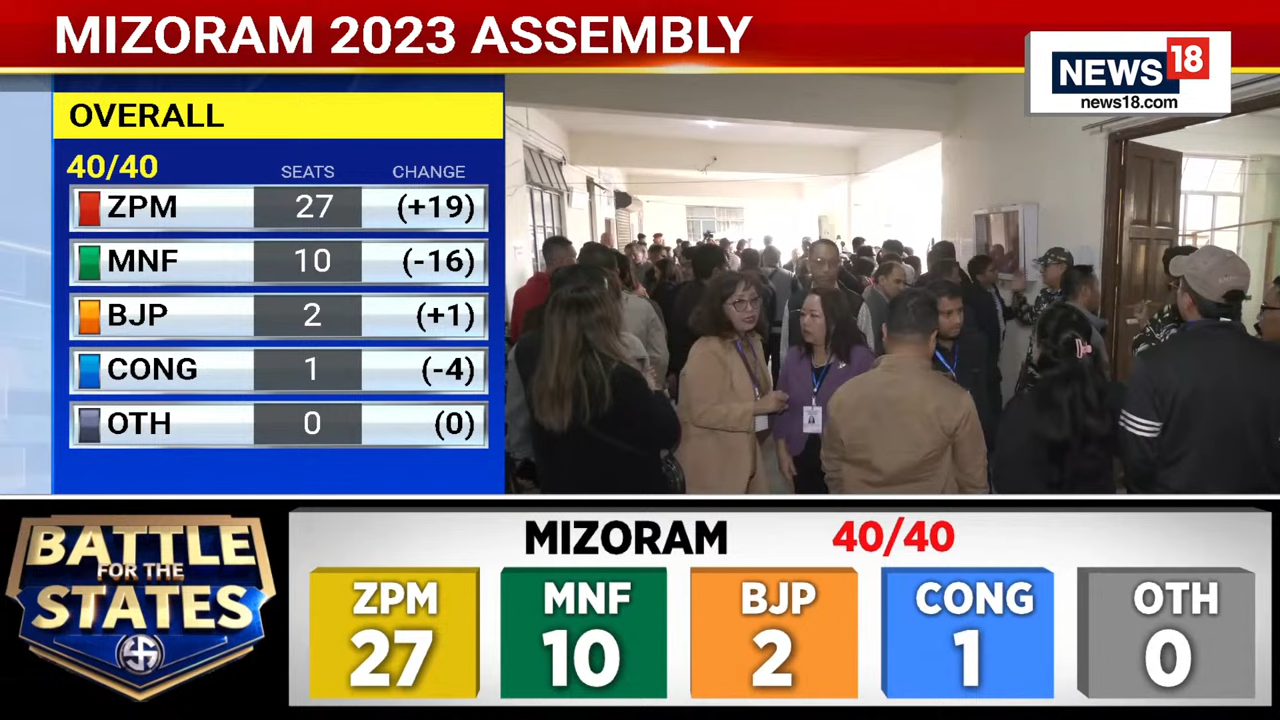 MIZORAM 2023 ASSEMBLY
NEWS 18
news18.com
OVERALL
40/40 SEATS CHANGE
ZPM 27 (+19)
MNF 10 (-16)
BJP 2 (+1)
CONG 1 (-4)
OTH 0 (0)
BATTLE
FOR THE
STATES
MIZORAM 40/40
ZPM MNF BJP CONG OTH
27 10 2 1 0